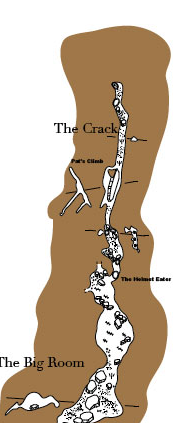 The Crack
Pat's Climb
The Helmet Eater
The Big Room